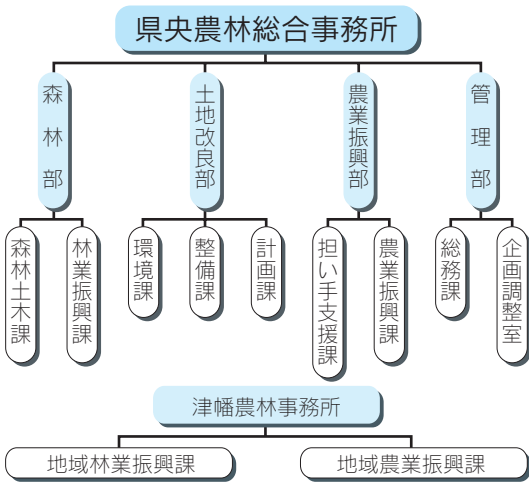 県央農林総合事務所
森林部
土地改良部
農業振興部
管理部
森林土木課
林業振興課
環境課
整備課
計画課
担い手支援課
農業振興課
総務課
企画調整室
津幡農林事務所
地域林業振興課
地域農業振興課